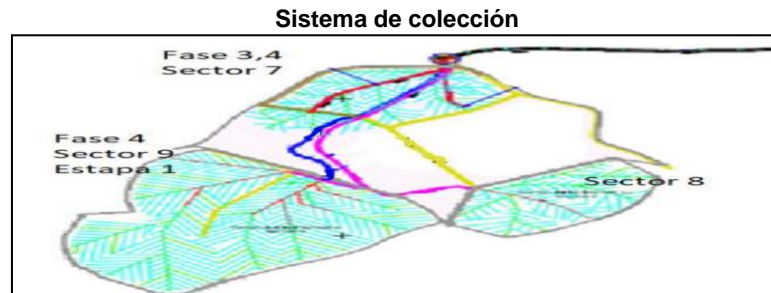 Sistema de colección
Fase 3,4
Sector 7
Fase 4
Sector 9
Estapa 1
Sector 8